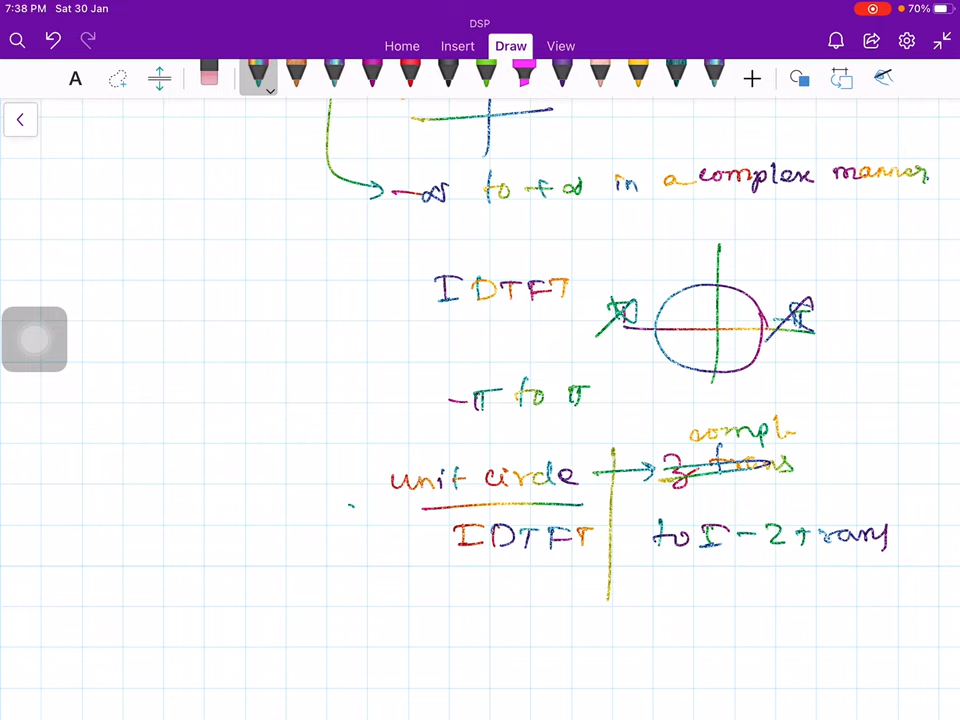 7:38 PM Sat 30 Jan
70%
DSP
Home Insert Draw View
A
-∞ to +∞ in a complex manner
IDTFT
π
-π
-π to π
compl
unit circle → z trans
IDTFT to I-Z trans